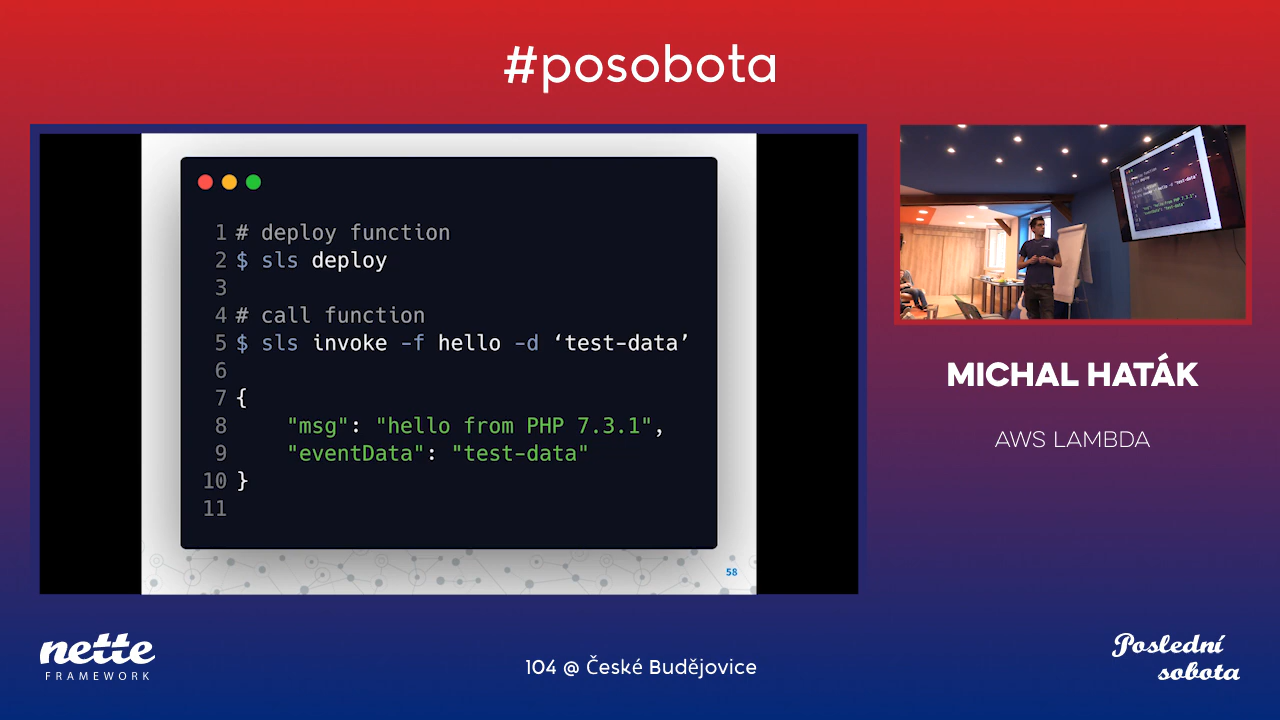 #posobota
1 # deploy function
2 $ sls deploy
3
4 # call function
5 $ sls invoke -f hello -d ‘test-data’
6
7 {
8 "msg": "hello from PHP 7.3.1",
9 "eventData": "test-data"
10 }
11
58
MICHAL HATÁK
AWS LAMBDA
nette
FRAMEWORK
104 @ České Budějovice
Poslední
sobota